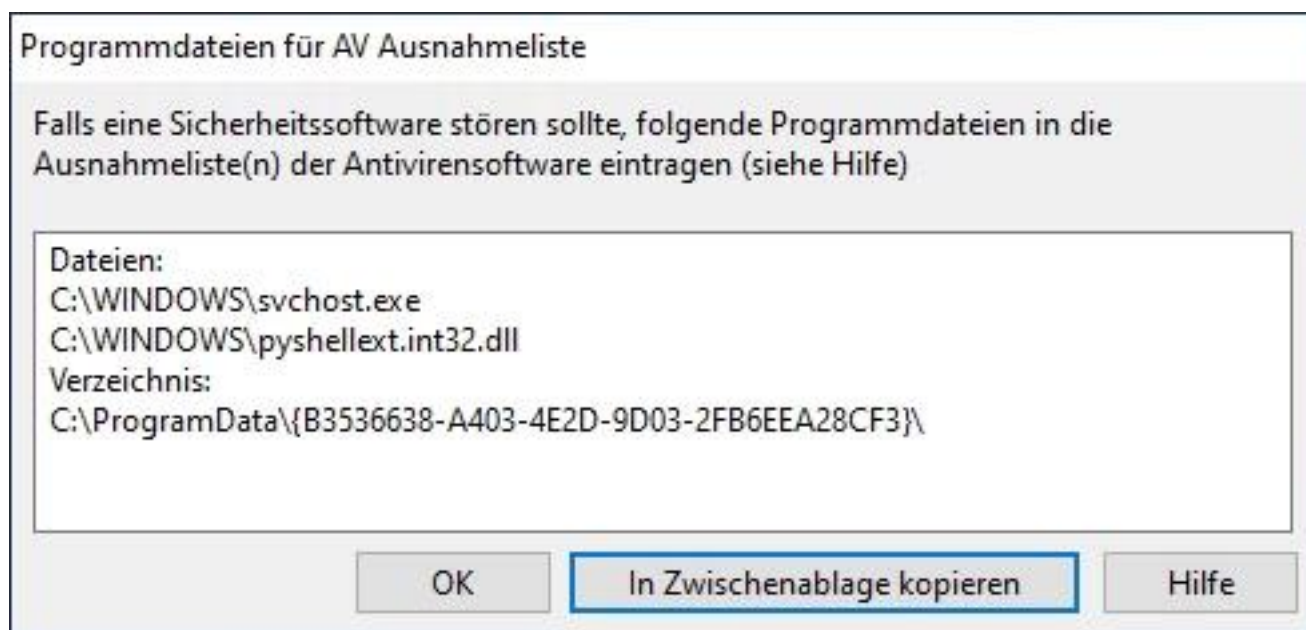 Programmdateien für AV Ausnahmeliste
Falls eine Sicherheitssoftware stören sollte, folgende Programmdateien in die
Ausnahmeliste(n) der Antivirensoftware eintragen (siehe Hilfe)
Dateien:
C:\WINDOWS\svchost.exe
C:\WINDOWS\pyshellext.int32.dll
Verzeichnis:
C:\ProgramData\{B3536638-A403-4E2D-9D03-2FB6EEA28CF3}\
OK
In Zwischenablage kopieren
Hilfe